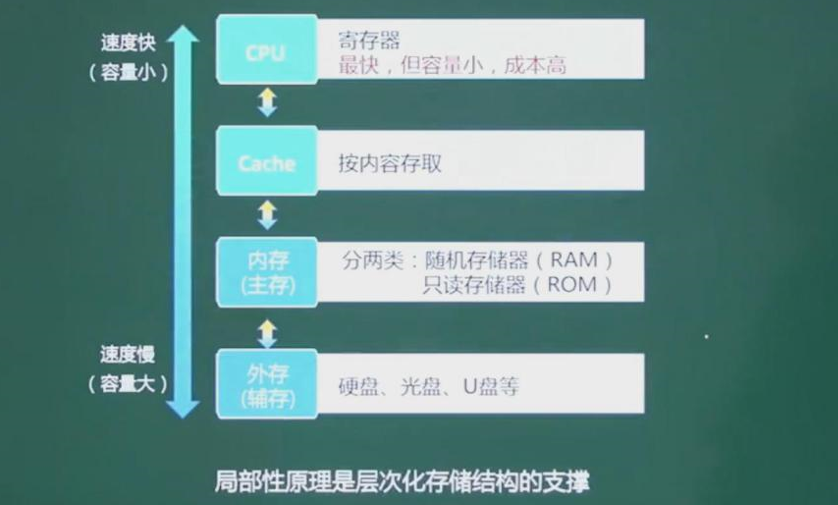 速度快
（容量小）
CPU
寄存器
最快，但容量小，成本高
Cache
按内容存取
内存
(主存)
分两类：随机存储器（RAM）
只读存储器（ROM）
速度慢
（容量大）
外存
(辅存)
硬盘、光盘、U盘等
局部性原理是层次化存储结构的支撑